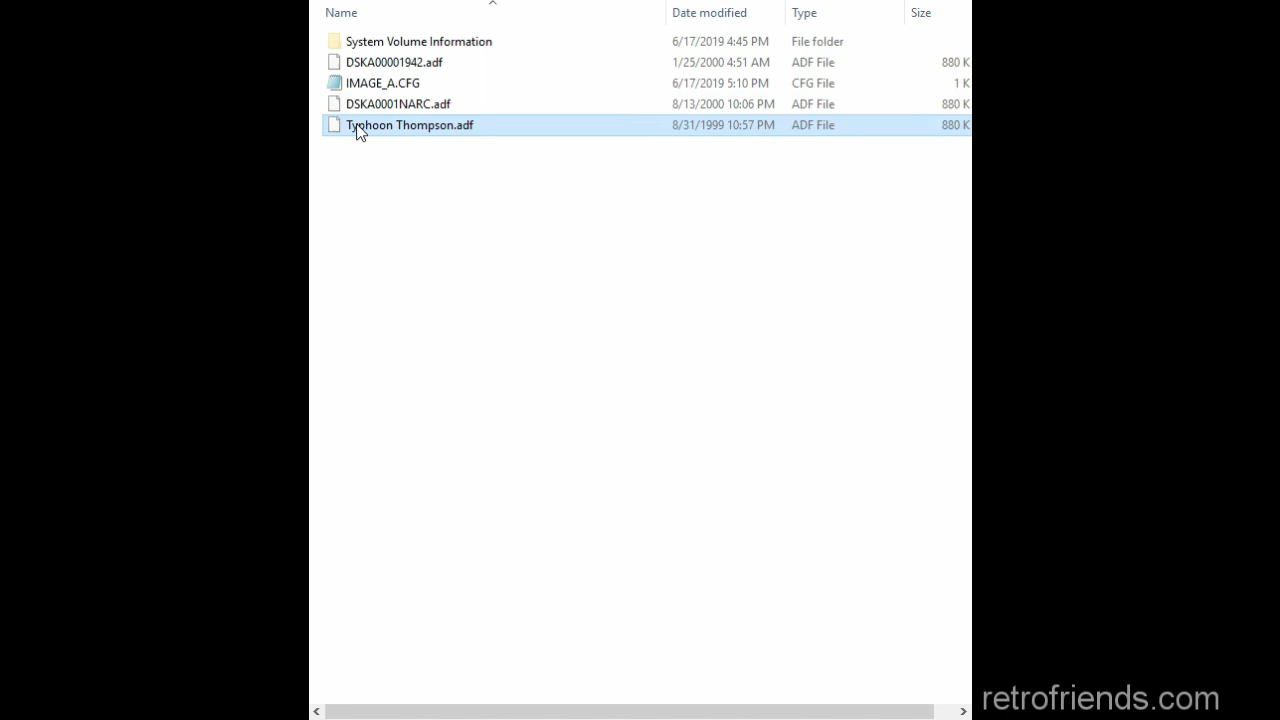 Name Date modified Type Size
System Volume Information 6/17/2019 4:45 PM File folder
DSKA00001942.adf 1/25/2000 4:51 AM ADF File 880 K
IMAGE_A.CFG 6/17/2019 5:10 PM CFG File 1 K
DSKA0001NARC.adf 8/13/2000 10:06 PM ADF File 880 K
Typhoon Thompson.adf 8/31/1999 10:57 PM ADF File 880 K
retrofriends.com